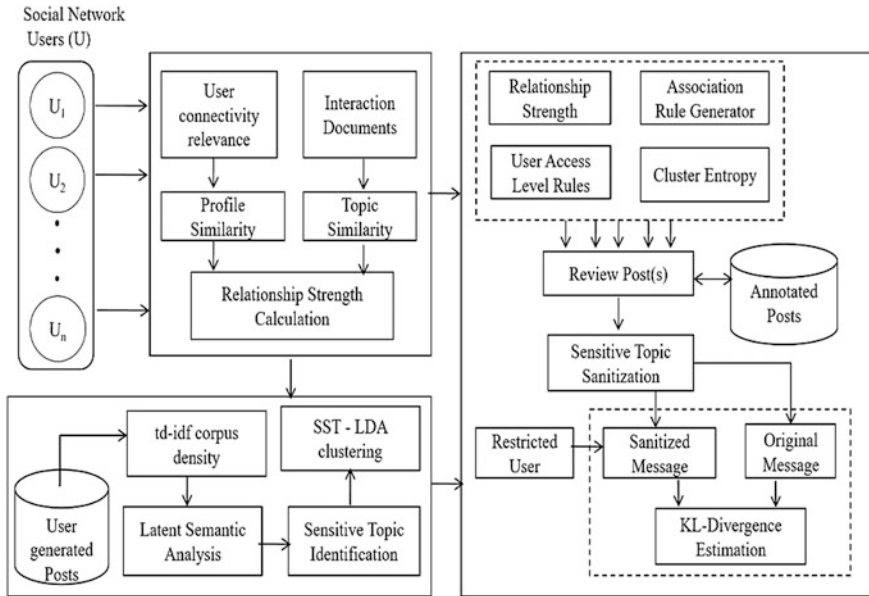 Social Network
Users (U)
U1
U2
Un
User
connectivity
relevance
Interaction
Documents
Profile
Similarity
Topic
Similarity
Relationship Strength
Calculation
Relationship
Strength
Association
Rule Generator
User Access
Level Rules
Cluster Entropy
Review Post(s)
Annotated
Posts
Sensitive Topic
Sanitization
Restricted
User
Sanitized
Message
Original
Message
KL-Divergence
Estimation
td-idf corpus
density
SST - LDA
clustering
User
generated
Posts
Latent Semantic
Analysis
Sensitive Topic
Identification